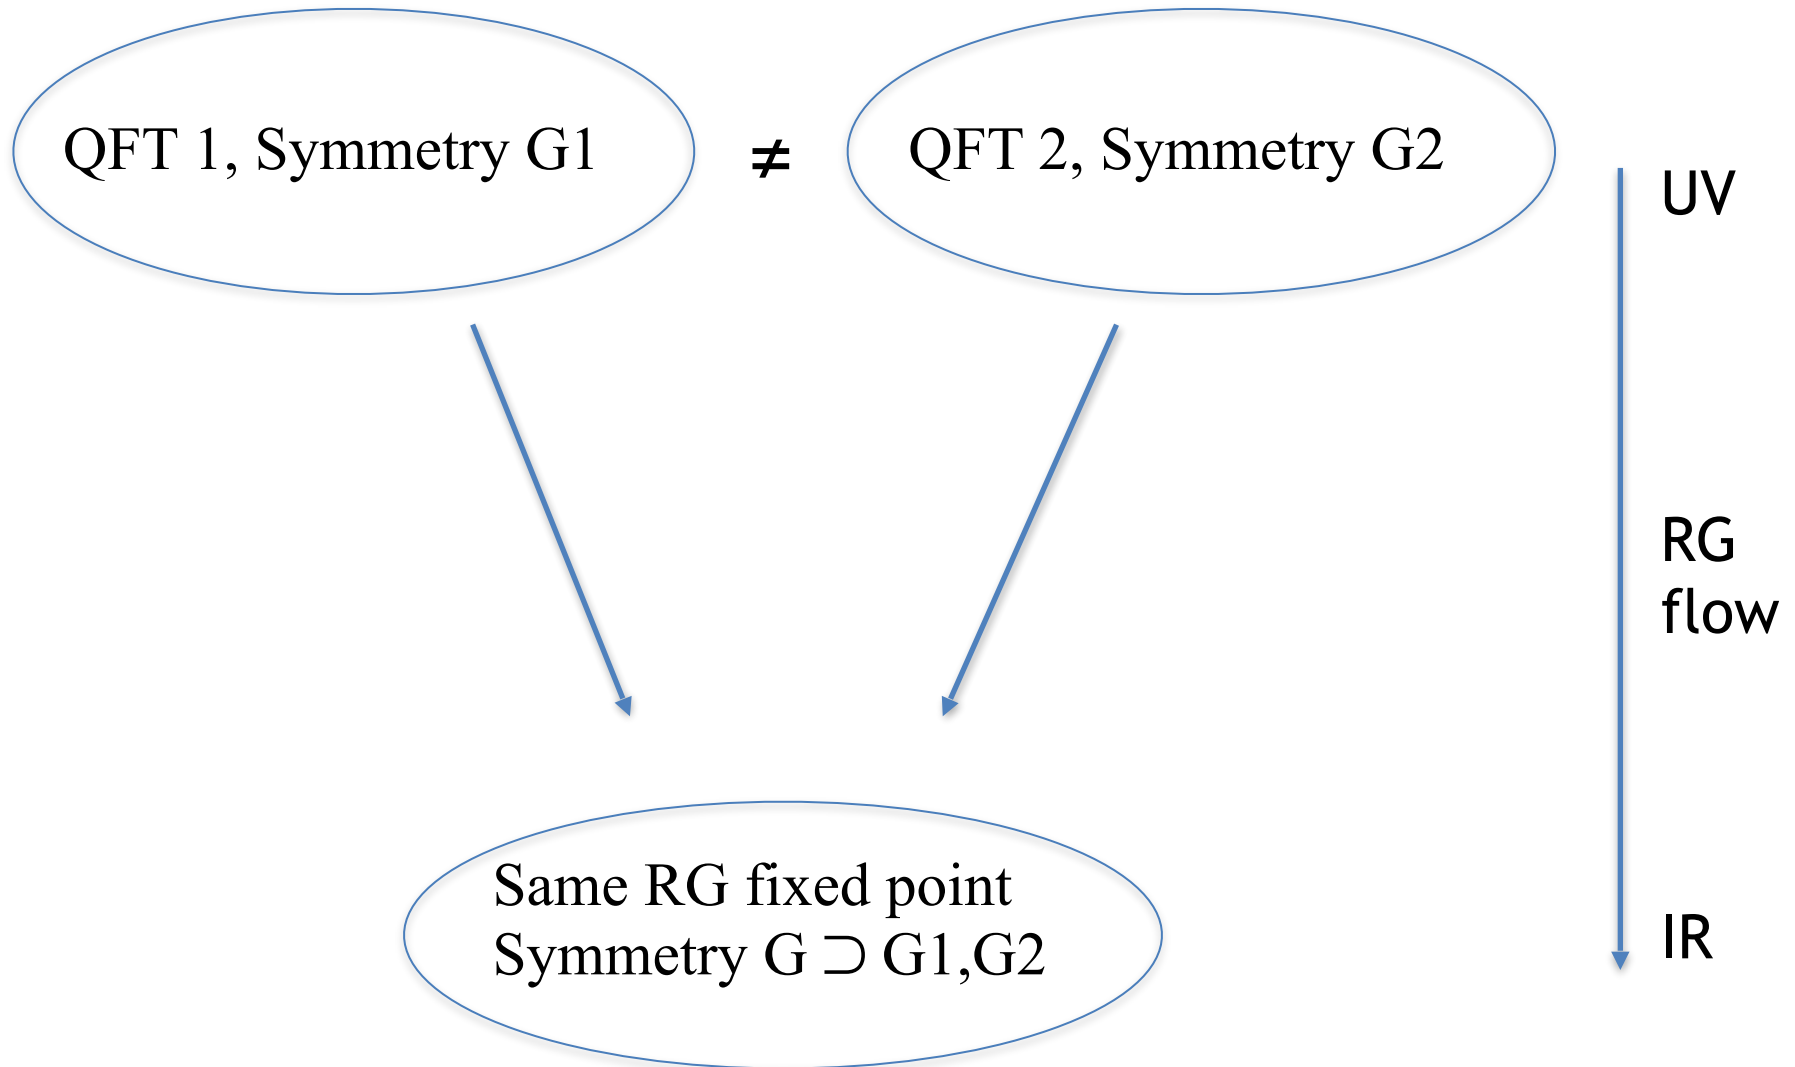 QFT 1, Symmetry G1
≠
QFT 2, Symmetry G2
UV
RG
flow
Same RG fixed point
Symmetry G ⊃ G1,G2
IR